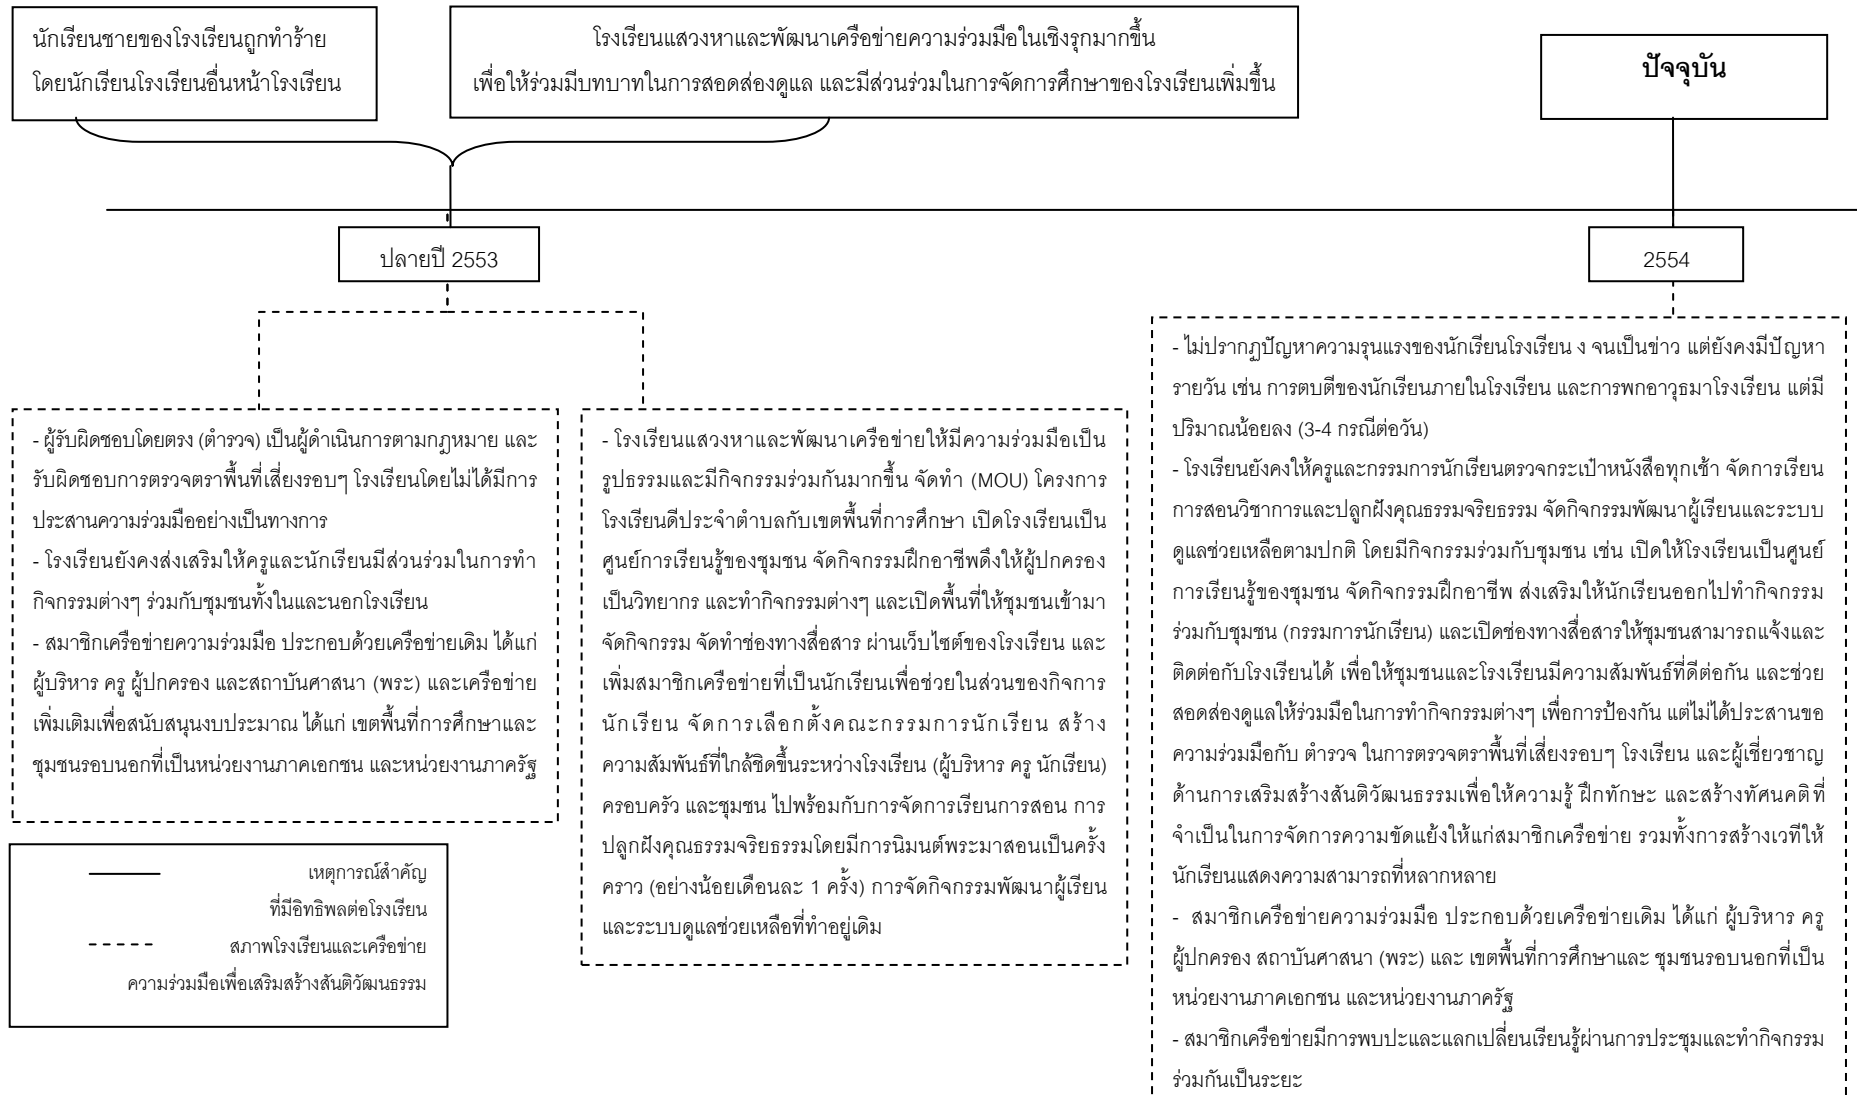 นักเรียนชายของโรงเรียนถูกทำร้าย
โดยนักเรียนโรงเรียนอื่นหน้าโรงเรียน
โรงเรียนแสวงหาและพัฒนาเครือข่ายความร่วมมือในเชิงรุกมากขึ้น
เพื่อให้ร่วมมีบทบาทในการสอดส่องดูแล และมีส่วนร่วมในการจัดการศึกษาของโรงเรียนเพิ่มขึ้น
ปัจจุบัน
ปลายปี 2553
2554
- ผู้รับผิดชอบโดยตรง (ตำรวจ) เป็นผู้ดำเนินการตามกฎหมาย และ
รับผิดชอบการตรวจตราพื้นที่เสี่ยงรอบๆ โรงเรียนโดยไม่ได้มีการ
ประสานความร่วมมืออย่างเป็นทางการ
- โรงเรียนยังคงส่งเสริมให้ครูและนักเรียนมีส่วนร่วมในการทำ
กิจกรรมต่างๆ ร่วมกับชุมชนทั้งในและนอกโรงเรียน
- สมาชิกเครือข่ายความร่วมมือ ประกอบด้วยเครือข่ายเดิม ได้แก่
ผู้บริหาร ครู ผู้ปกครอง และสถาบันศาสนา (พระ) และเครือข่าย
เพิ่มเติมเพื่อสนับสนุนงบประมาณ ได้แก่ เขตพื้นที่การศึกษาและ
ชุมชนรอบนอกที่เป็นหน่วยงานภาคเอกชน และหน่วยงานภาครัฐ
- โรงเรียนแสวงหาและพัฒนาเครือข่ายให้มีความร่วมมือเป็น
รูปธรรมและมีกิจกรรมร่วมกันมากขึ้น จัดทำ (MOU) โครงการ
โรงเรียนดีประจำตำบลกับเขตพื้นที่การศึกษา เปิดโรงเรียนเป็น
ศูนย์การเรียนรู้ของชุมชน จัดกิจกรรมฝึกอาชีพดึงให้ผู้ปกครอง
เป็นวิทยากร และทำกิจกรรมต่างๆ และเปิดพื้นที่ให้ชุมชนเข้ามา
จัดกิจกรรม จัดทำช่องทางสื่อสาร ผ่านเว็บไซต์ของโรงเรียน และ
เพิ่มสมาชิกเครือข่ายที่เป็นนักเรียนเพื่อช่วยในส่วนของกิจการ
นักเรียน จัดการเลือกตั้งคณะกรรมการนักเรียน สร้าง
ความสัมพันธ์ที่ใกล้ชิดขึ้นระหว่างโรงเรียน (ผู้บริหาร ครู นักเรียน)
ครอบครัว และชุมชน ไปพร้อมกับการจัดการเรียนการสอน การ
ปลูกฝังคุณธรรมจริยธรรมโดยมีการนิมนต์พระมาสอนเป็นครั้ง
คราว (อย่างน้อยเดือนละ 1 ครั้ง) การจัดกิจกรรมพัฒนาผู้เรียน
และระบบดูแลช่วยเหลือที่ทำอยู่เดิม
- ไม่ปรากฏปัญหาความรุนแรงของนักเรียนโรงเรียน ง จนเป็นข่าว แต่ยังคงมีปัญหา
รายวัน เช่น การตบตีของนักเรียนภายในโรงเรียน และการพกอาวุธมาโรงเรียน แต่มี
ปริมาณน้อยลง (3-4 กรณีต่อวัน)
- โรงเรียนยังคงให้ครูและกรรมการนักเรียนตรวจกระเป๋าหนังสือทุกเช้า จัดการเรียน
การสอนวิชาการและปลูกฝังคุณธรรมจริยธรรม จัดกิจกรรมพัฒนาผู้เรียนและระบบ
ดูแลช่วยเหลือตามปกติ โดยมีกิจกรรมร่วมกับชุมชน เช่น เปิดให้โรงเรียนเป็นศูนย์
การเรียนรู้ของชุมชน จัดกิจกรรมฝึกอาชีพ ส่งเสริมให้นักเรียนออกไปทำกิจกรรม
ร่วมกับชุมชน (กรรมการนักเรียน) และเปิดช่องทางสื่อสารให้ชุมชนสามารถแจ้งและ
ติดต่อกับโรงเรียนได้ เพื่อให้ชุมชนและโรงเรียนมีความสัมพันธ์ที่ดีต่อกัน และช่วย
สอดส่องดูแลให้ร่วมมือในการทำกิจกรรมต่างๆ เพื่อการป้องกัน แต่ไม่ได้ประสานขอ
ความร่วมมือกับ ตำรวจ ในการตรวจตราพื้นที่เสี่ยงรอบๆ โรงเรียน และผู้เชี่ยวชาญ
ด้านการเสริมสร้างสันติวัฒนธรรมเพื่อให้ความรู้ ฝึกทักษะ และสร้างทัศนคติที่
จำเป็นในการจัดการความขัดแย้งให้แก่สมาชิกเครือข่าย รวมทั้งการสร้างเวทีให้
นักเรียนแสดงความสามารถที่หลากหลาย
- สมาชิกเครือข่ายความร่วมมือ ประกอบด้วยเครือข่ายเดิม ได้แก่ ผู้บริหาร ครู
ผู้ปกครอง สถาบันศาสนา (พระ) และ เขตพื้นที่การศึกษาและ ชุมชนรอบนอกที่เป็น
หน่วยงานภาคเอกชน และหน่วยงานภาครัฐ
- สมาชิกเครือข่ายมีการพบปะและแลกเปลี่ยนเรียนรู้ผ่านการประชุมและทำกิจกรรม
ร่วมกันเป็นระยะ
เหตุการณ์สำคัญ
ที่มีอิทธิพลต่อโรงเรียน
สภาพโรงเรียนและเครือข่าย
ความร่วมมือเพื่อเสริมสร้างสันติวัฒนธรรม